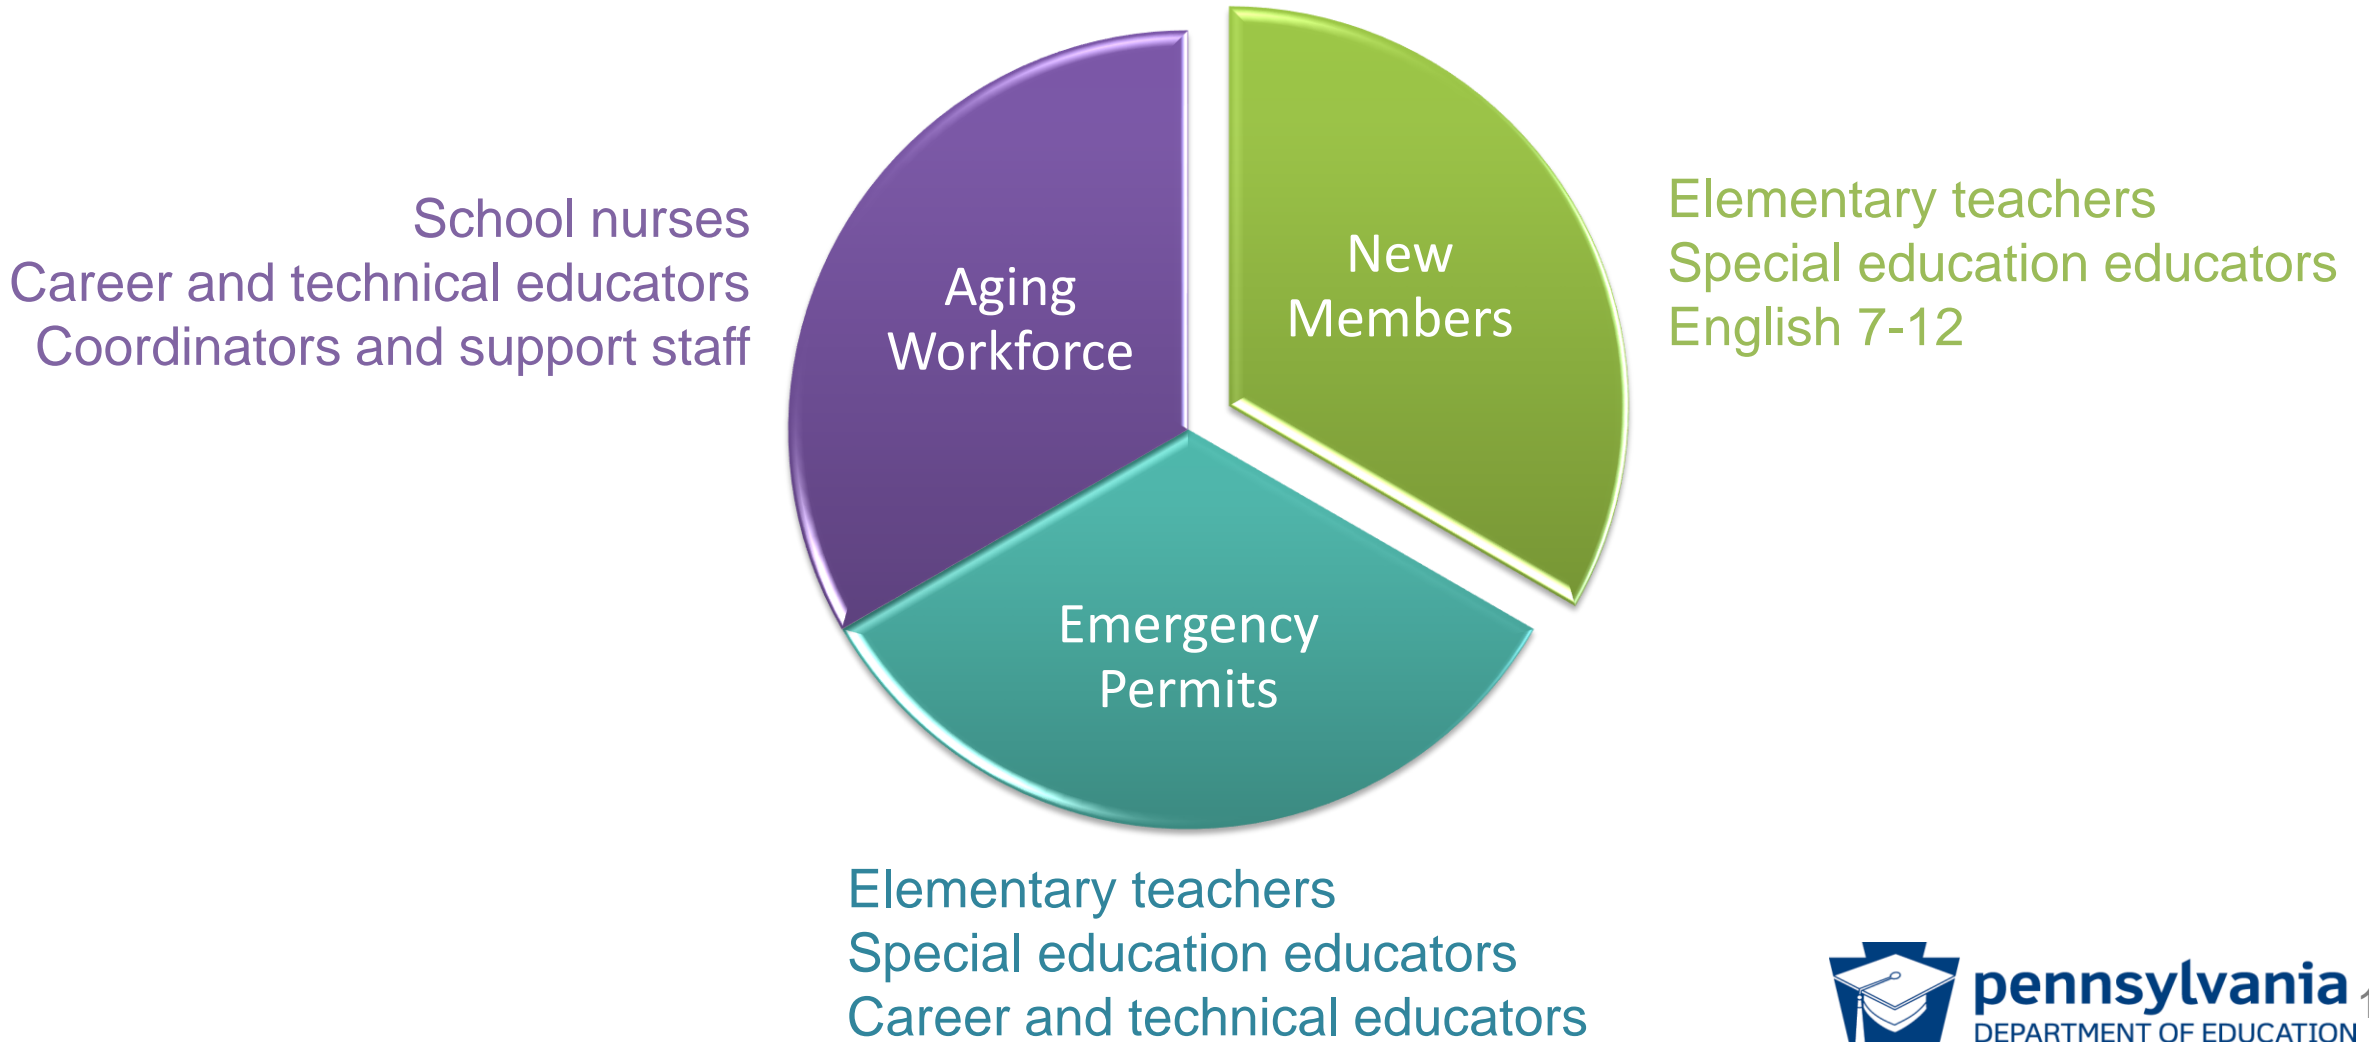 School nurses
Career and technical educators
Coordinators and support staff
Aging
Workforce
New
Members
Elementary teachers
Special education educators
English 7-12
Emergency
Permits
Elementary teachers
Special education educators
Career and technical educators
pennsylvania
DEPARTMENT OF EDUCATION